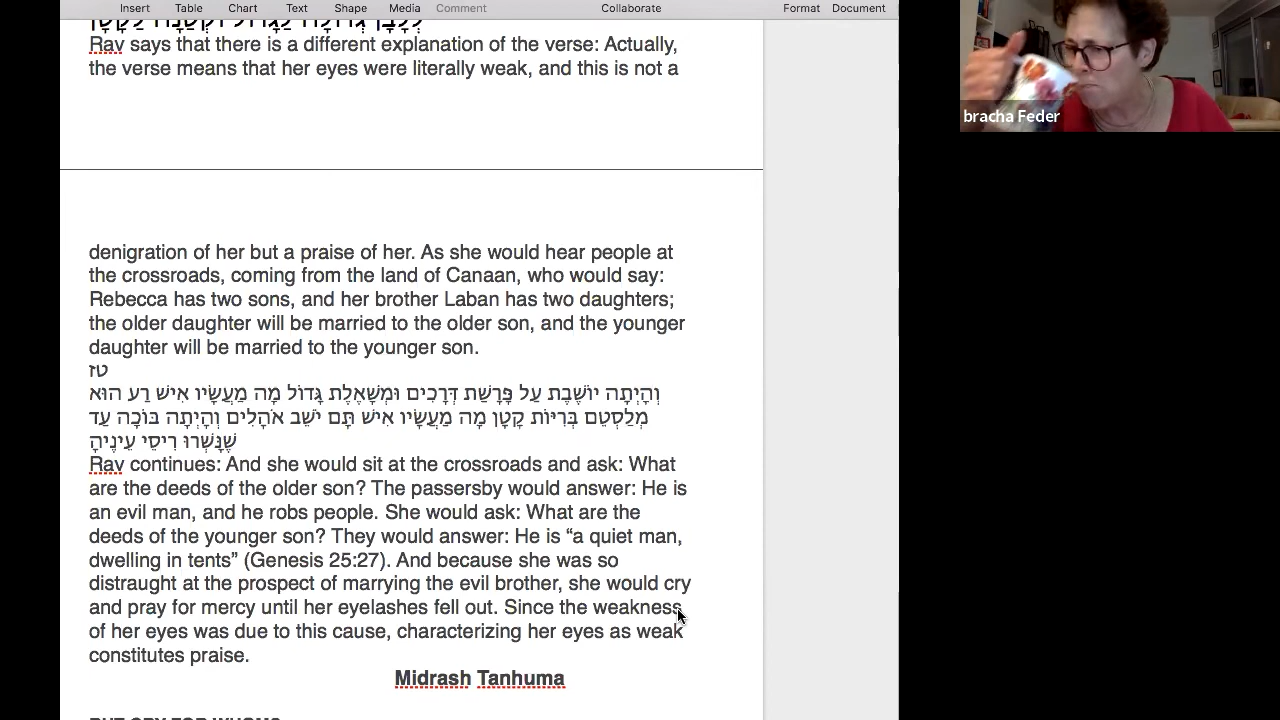 Insert Table Chart Text Shape Media Comment Collaborate Format Document
לְלָבָן גְּדוֹלָה לַגָּדוֹל וּקְטַנָּה לַקָּטָן
Rav says that there is a different explanation of the verse: Actually,
the verse means that her eyes were literally weak, and this is not a
bracha Feder
denigration of her but a praise of her. As she would hear people at
the crossroads, coming from the land of Canaan, who would say:
Rebecca has two sons, and her brother Laban has two daughters;
the older daughter will be married to the older son, and the younger
daughter will be married to the younger son.
טז
וְהָיְתָה יוֹשֶׁבֶת עַל פָּרָשַׁת דְּרָכִים וּמְשָׁאֶלֶת גָּדוֹל מָה מַעֲשָׂיו אִישׁ רַע הוּא
מְלַסְטֵם בְּרִיּוֹת קָטָן מָה מַעֲשָׂיו אִישׁ תָּם יֹשֵׁב אֹהָלִים וְהָיְתָה בּוֹכָה עַד
שֶׁנָּשְׁרוּ רִיסֵי עֵינֶיהָ
Rav continues: And she would sit at the crossroads and ask: What
are the deeds of the older son? The passersby would answer: He is
an evil man, and he robs people. She would ask: What are the
deeds of the younger son? They would answer: He is “a quiet man,
dwelling in tents” (Genesis 25:27). And because she was so
distraught at the prospect of marrying the evil brother, she would cry
and pray for mercy until her eyelashes fell out. Since the weakness
of her eyes was due to this cause, characterizing her eyes as weak
constitutes praise.
Midrash Tanhuma